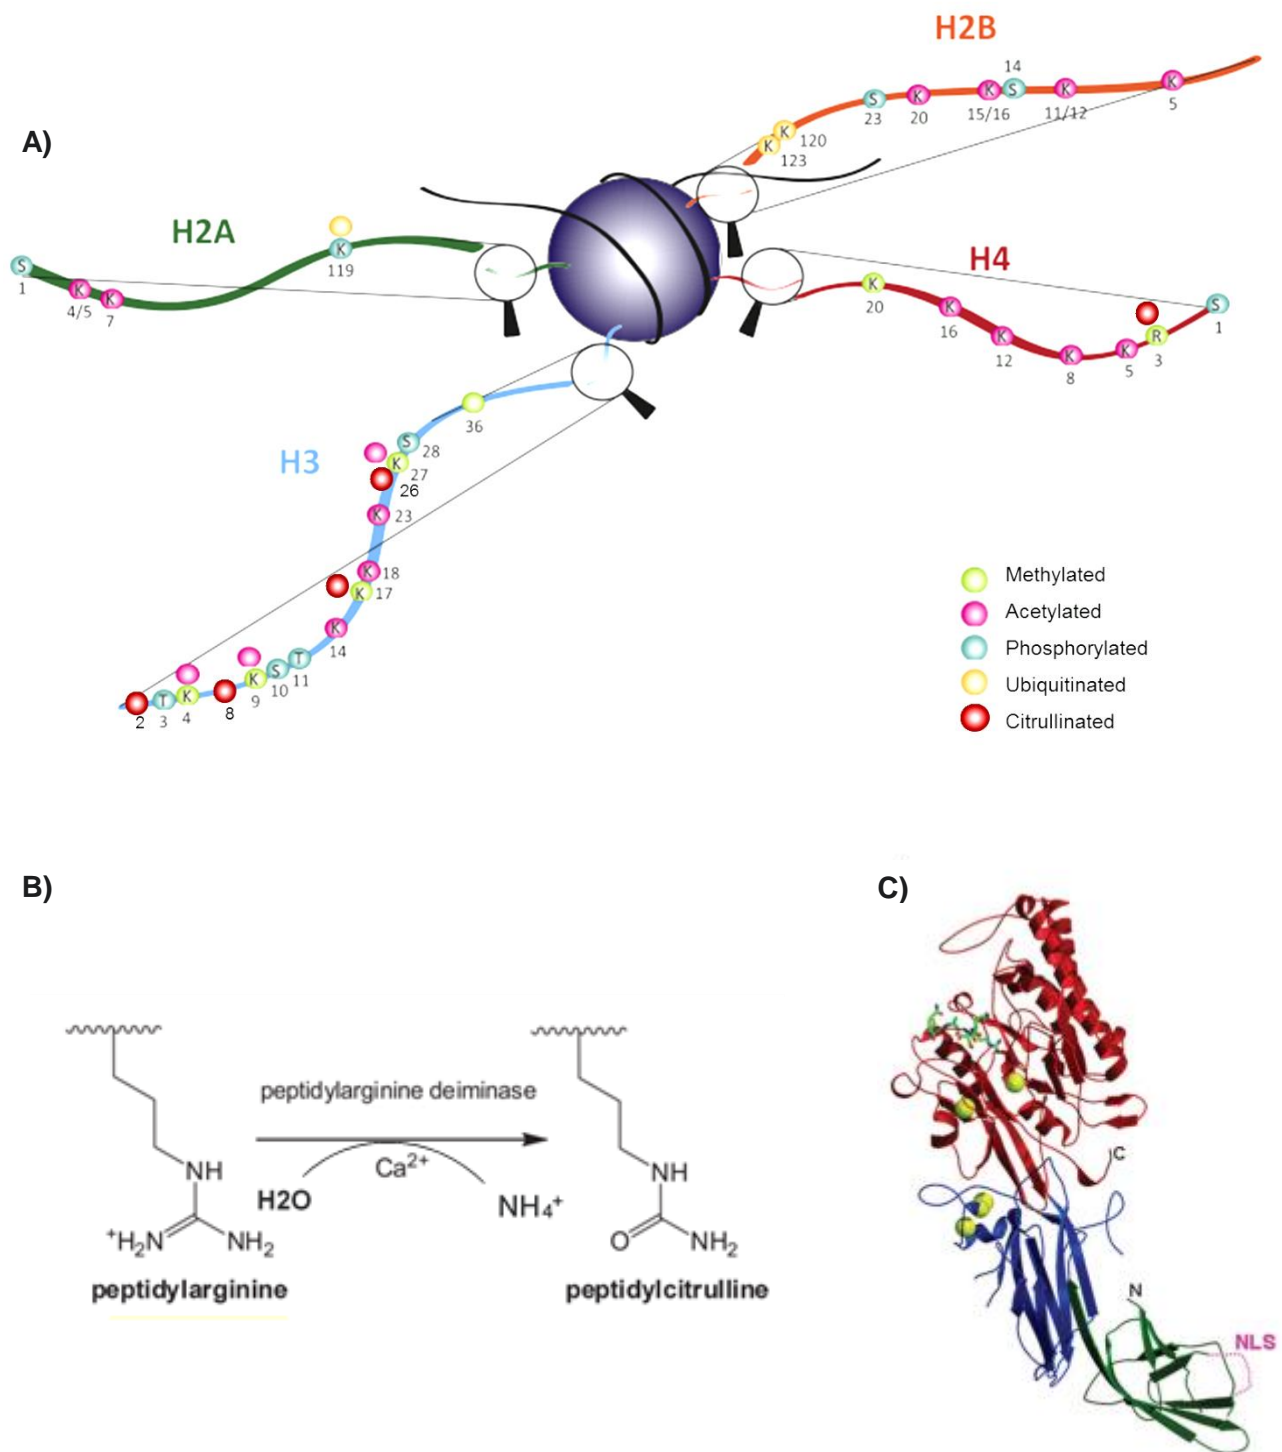 A)
H2B
14
S K K S K K
23 20 15/16 11/12 5
K K 120
123
H2A
K
119
S
1
K K
4/5 7
H4
K
20
K
16
K
12
K
8
K
5
R
3
S
1
H3
36
S 28
K 27
26
K 23
K 18
K 17
K
14
T
11
S
10
K
9
8
K
4
T
3
2
Methylated
Acetylated
Phosphorylated
Ubiquitinated
Citrullinated
B)
peptidylarginine deiminase
Ca2+
H2O
NH4+
NH
+H2N NH2
peptidylarginine
NH
O NH2
peptidylcitrulline
C)
C
N
NLS